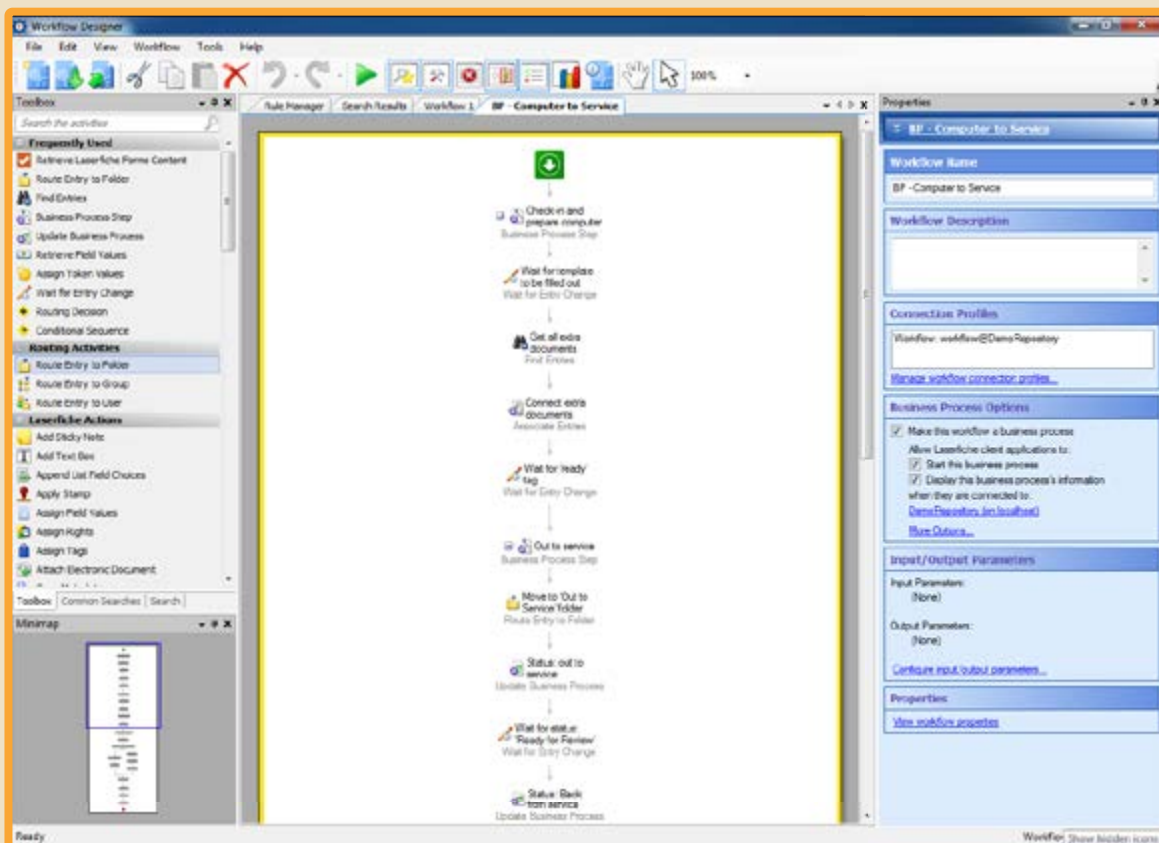 Workflow Designer
File Edit View Workflow Tools Help
100%
Toolbox
Search the activities
Frequently Used
Retrieve Laserfiche Forms Content
Route Entry to Folder
Find Entries
Business Process Step
Update Business Process
Retrieve Field Values
Assign Token Values
Wait for Entry Change
Routing Decision
Conditional Sequence
Routing Activities
Route Entry to Folder
Route Entry to Group
Route Entry to User
Laserfiche Actions
Add Sticky Note
Add Text Box
Append List Field Choices
Apply Stamp
Assign Field Values
Assign Rights
Assign Tags
Attach Electronic Document
Toolbox Common Searches Search
Minimap
Rule Manager Search Results Workflow 1 BP - Computer to Service
Check-in and
prepare computer
Business Process Step
Wait for template
to be filled out
Wait for Entry Change
Get all extra
documents
Find Entries
Connect extra
documents
Associate Entries
Wait for 'ready'
tag
Wait for Entry Change
Out to service
Business Process Step
Move to 'Out to
Service' folder
Route Entry to Folder
Status: out to
service
Update Business Process
Wait for status:
'Ready for Review'
Wait for Entry Change
Status: Back
from service
Update Business Process
Properties
BP - Computer to Service
Workflow Name
BP -Computer to Service
Workflow Description
Connection Profiles
Workflow: workflow@DemoRepository
Manage workflow connection profiles...
Business Process Options
Make this workflow a business process
Allow Laserfiche client applications to:
Start this business process
Display this business process's information
when they are connected to:
DemoRepository (on localhost)
More Options...
Input/Output Parameters
Input Parameters:
(None)
Output Parameters:
(None)
Configure input/output parameters...
Properties
View workflow properties
Ready
Workflow Show hidden icons